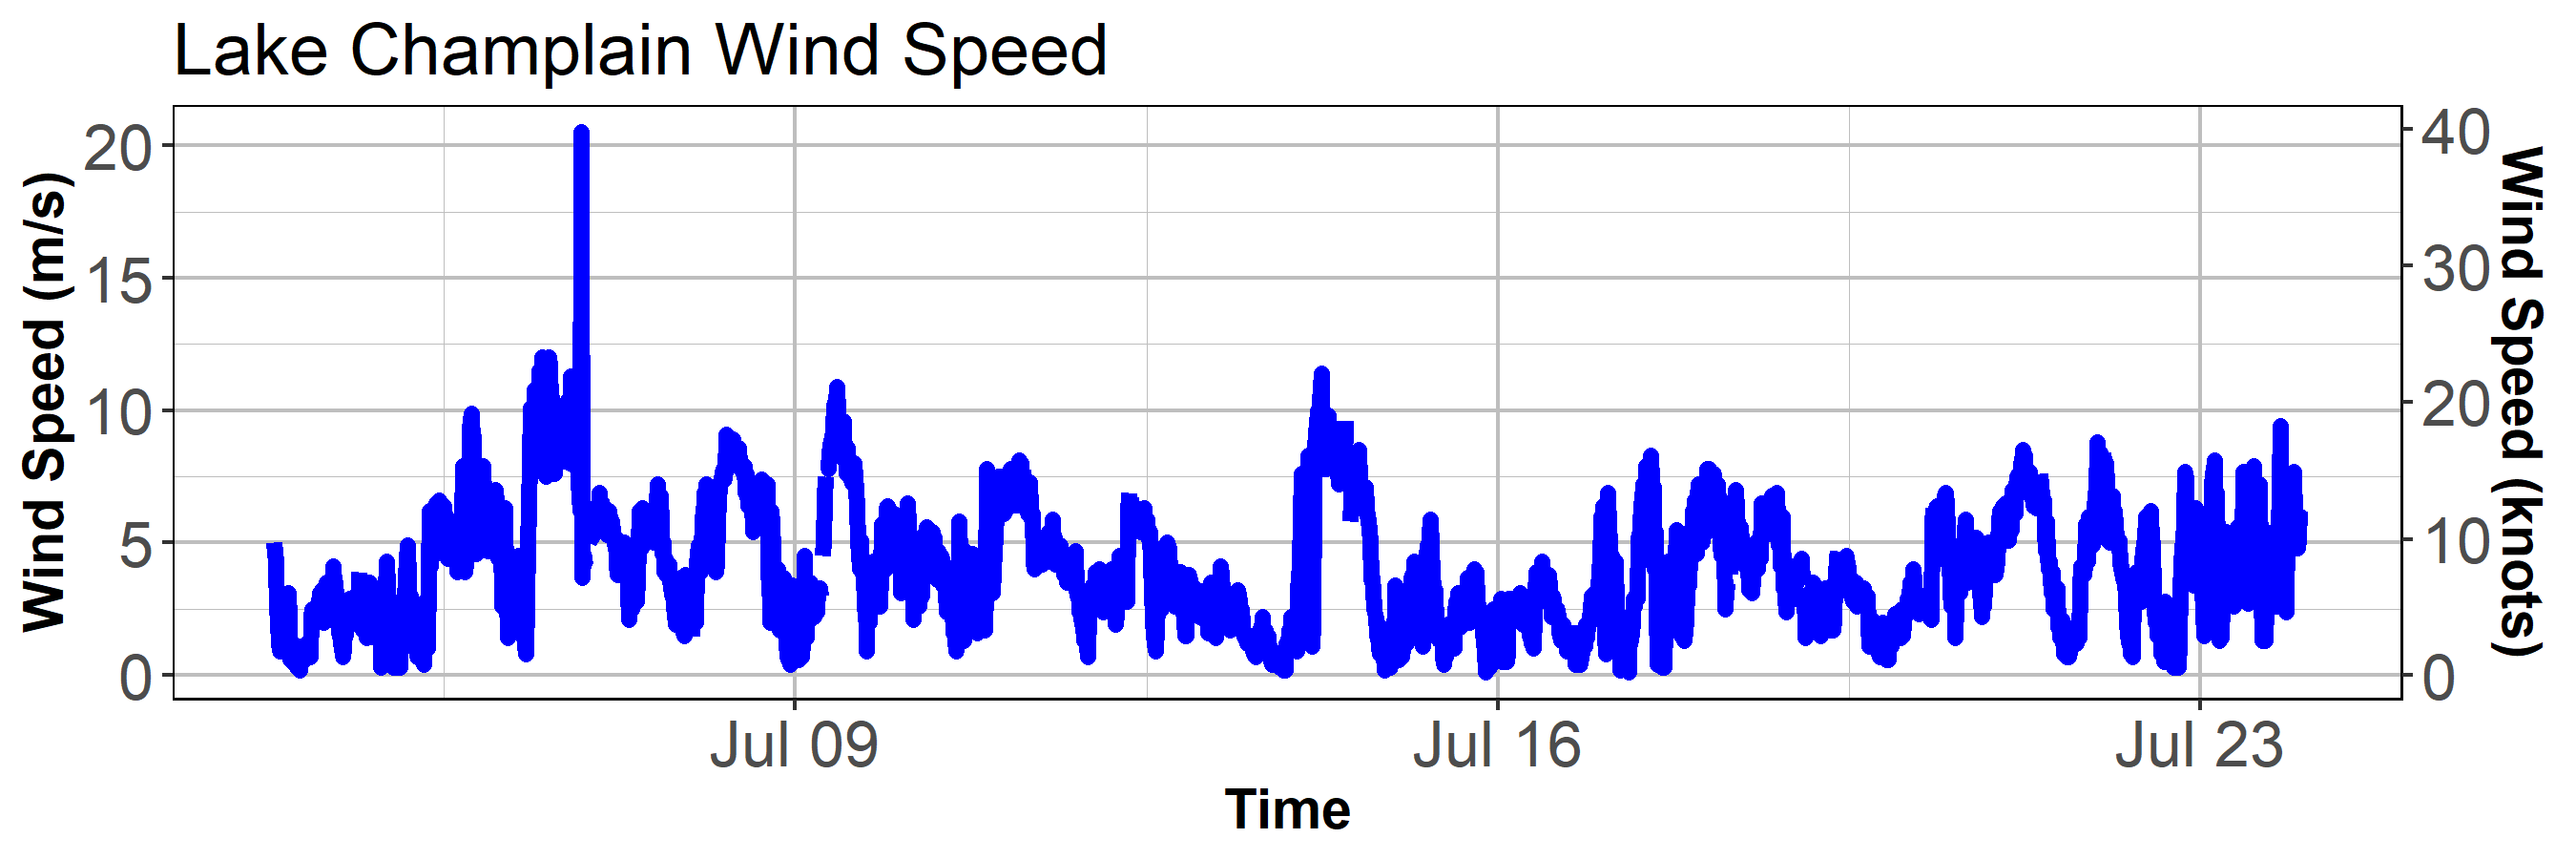 Lake Champlain Wind Speed
Wind Speed (m/s)
20
15
10
5
0
40
30
20
10
0
Wind Speed (knots)
Jul 09
Jul 16
Jul 23
Time